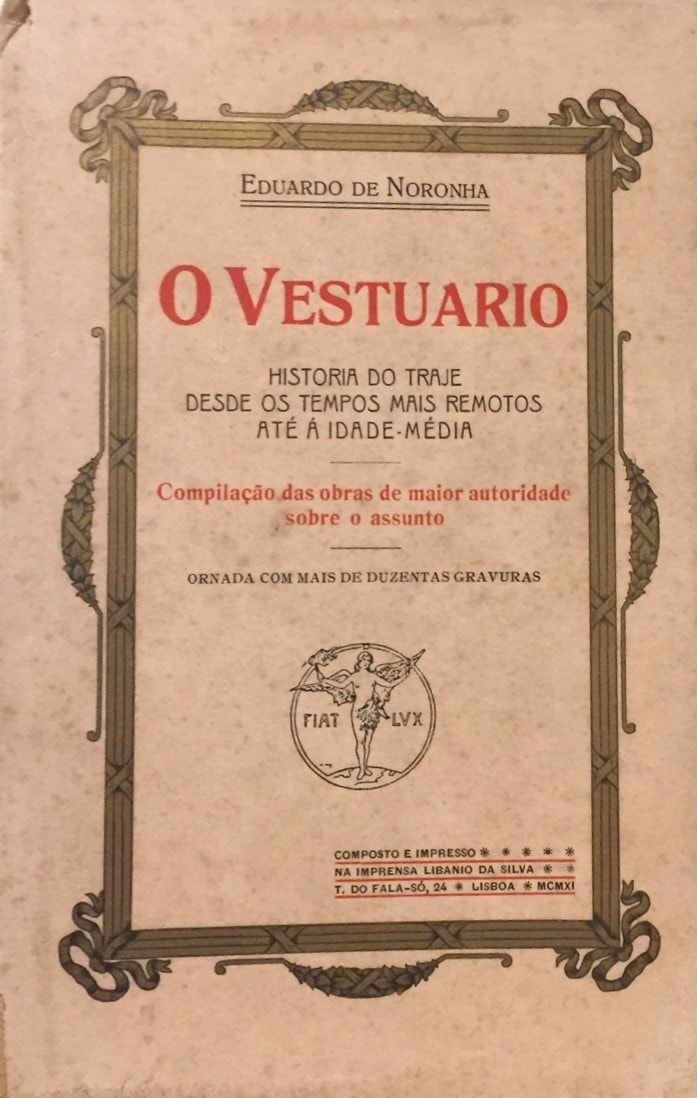 EDUARDO DE NORONHA
O VESTUARIO
HISTORIA DO TRAJE
DESDE OS TEMPOS MAIS REMOTOS
ATÉ Á IDADE-MÉDIA
Compilação das obras de maior autoridade
sobre o assunto
ORNADA COM MAIS DE DUZENTAS GRAVURAS
FIAT LVX
COMPOSTO E IMPRESSO * * * * *
NA IMPRENSA LIBANIO DA SILVA * *
T. DO FALA-SÓ, 24 * LISBOA * MCMXI